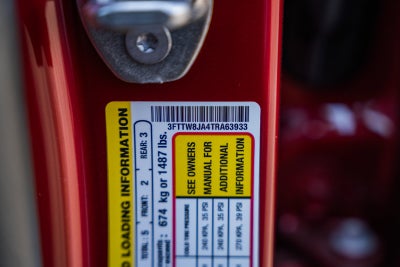 3FTTW8JA4TRA63933
D LOADING INFORMATION
REAR: 3
FRONT: 2
TOTAL: 5
674 kg or 1487 lbs.
SEE OWNERS
MANUAL FOR
ADDITIONAL
INFORMATION
COLD TIRE PRESSURE
240 KPA, 35 PSI
240 KPA, 35 PSI
270 KPA, 39 PSI